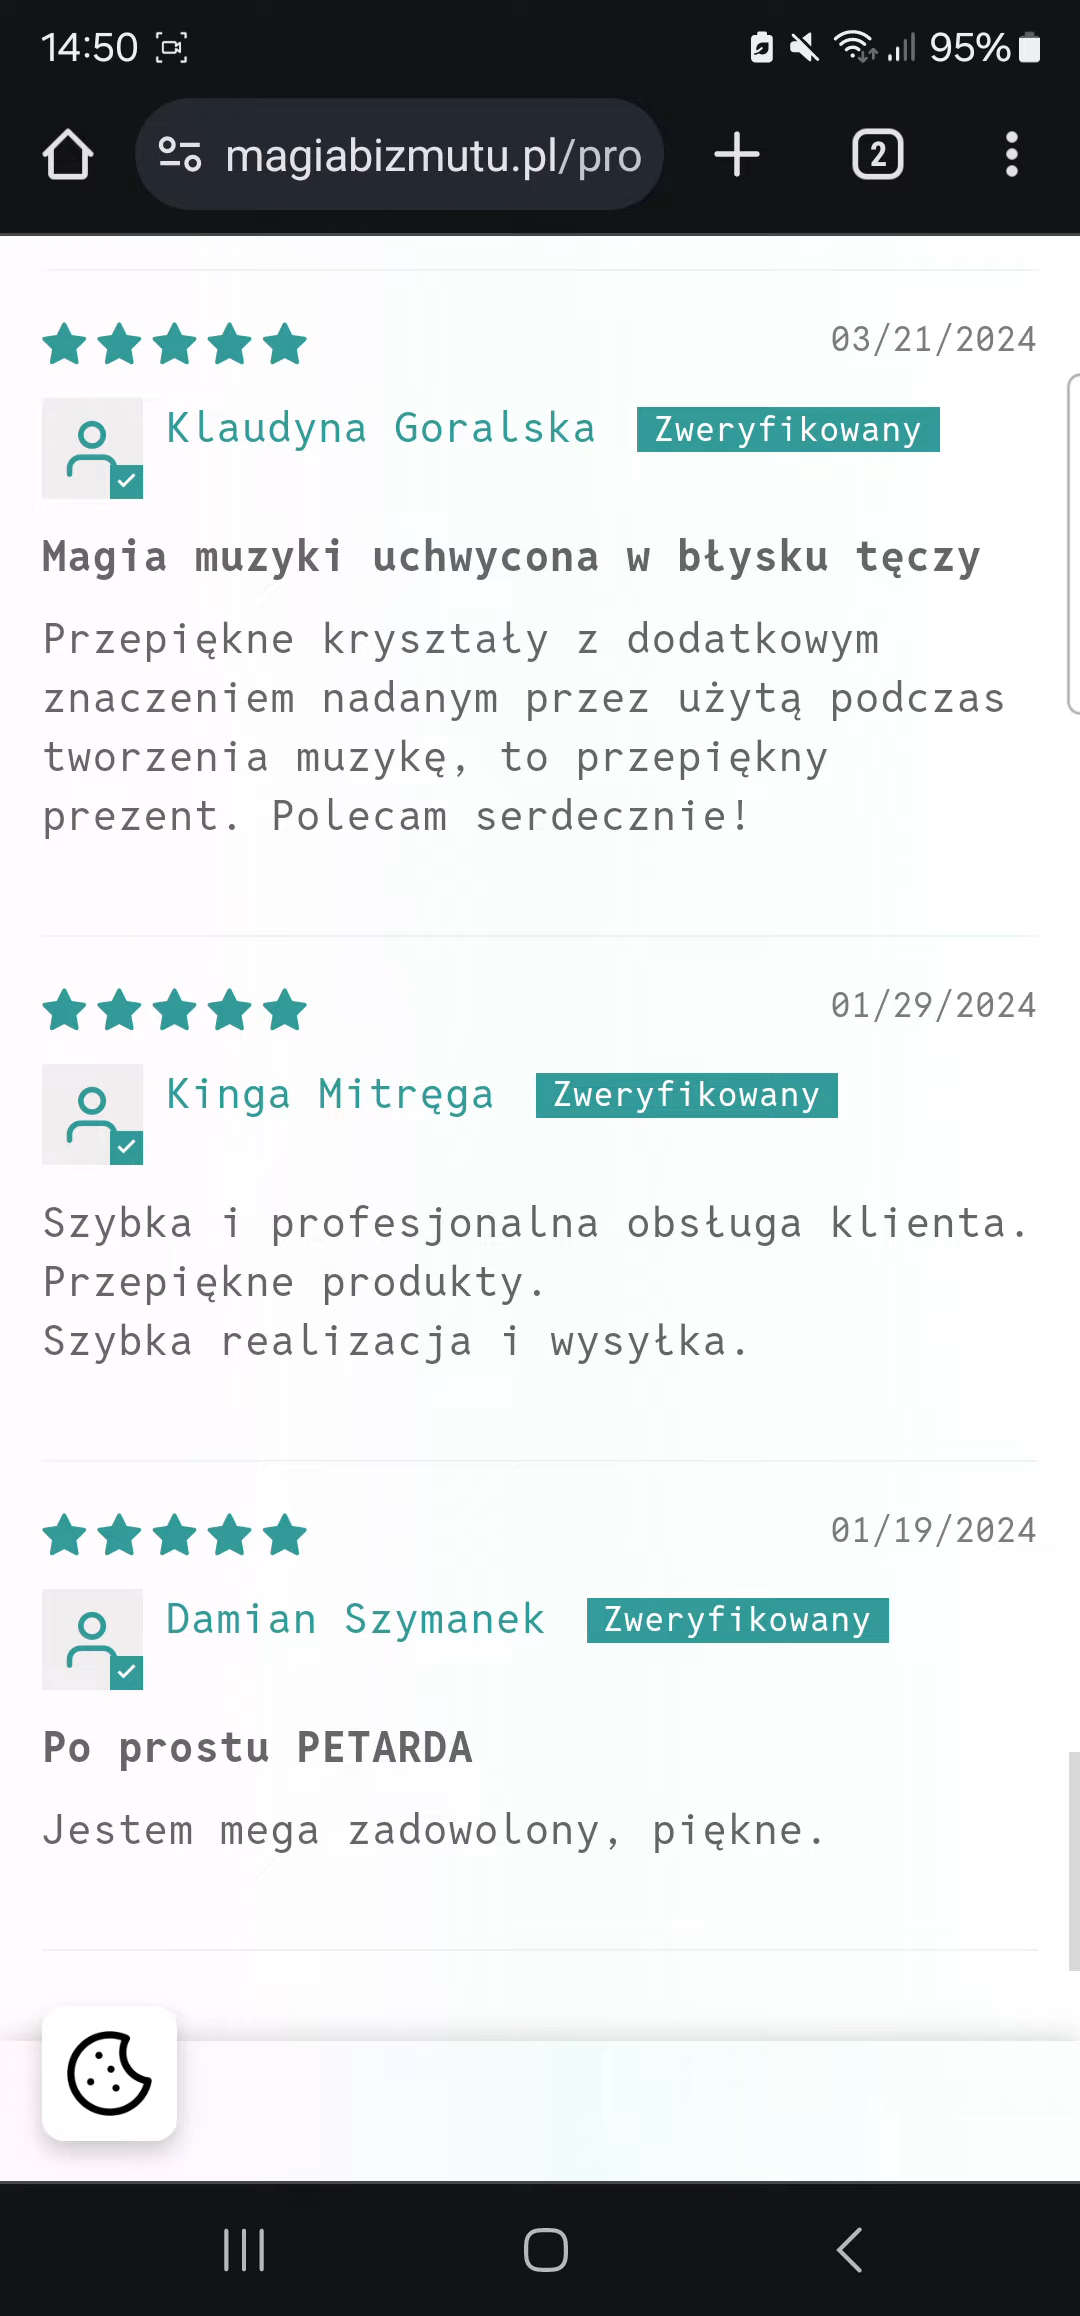 14:50
95%
magiabizmutu.pl/pro
2
03/21/2024
Klaudyna Goralska Zweryfikowany
Magia muzyki uchwycona w błysku tęczy
Przepiękne kryształy z dodatkowym
znaczeniem nadanym przez użytą podczas
tworzenia muzykę, to przepiękny
prezent. Polecam serdecznie!
01/29/2024
Kinga Mitręga Zweryfikowany
Szybka i profesjonalna obsługa klienta.
Przepiękne produkty.
Szybka realizacja i wysyłka.
01/19/2024
Damian Szymanek Zweryfikowany
Po prostu PETARDA
Jestem mega zadowolony, piękne.